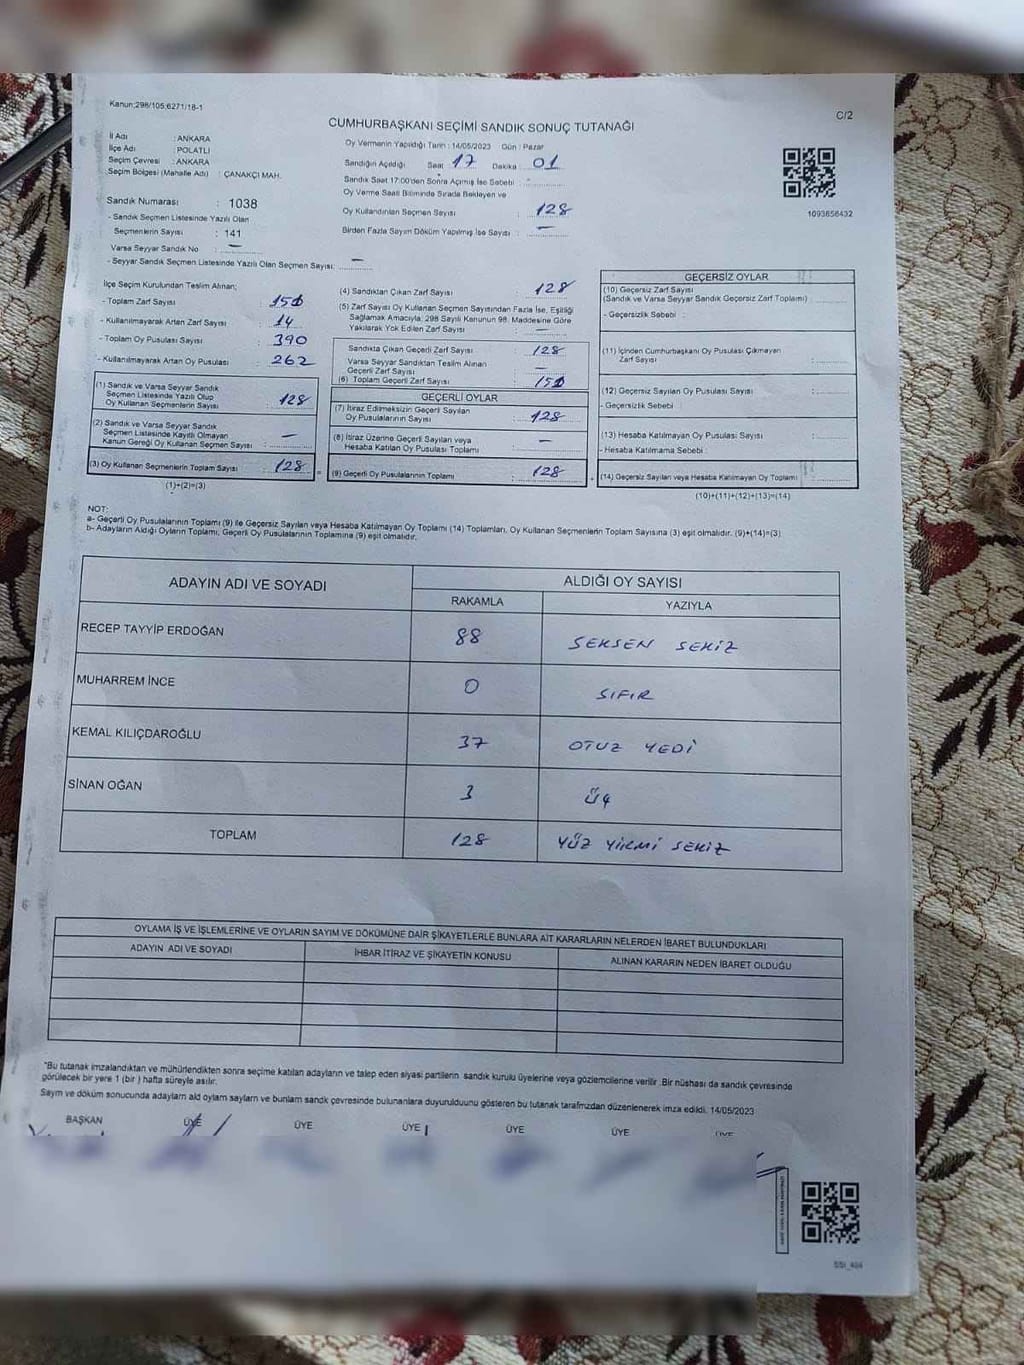 Kanun;298/105;6271/18-1
C/2
CUMHURBAŞKANI SEÇİMİ SANDIK SONUÇ TUTANAĞI
İl Adı : ANKARA
İlçe Adı : POLATLI
Seçim Çevresi : ANKARA
Seçim Bölgesi (Mahalle Adı) : ÇANAKÇI MAH.
Oy Vermenin Yapıldığı Tarih : 14/05/2023 Gün : Pazar
Sandığın Açıldığı Saat 17 Dakika : 01
Sandık Saat 17:00'den Sonra Açılmış İse Sebebi :
Oy Verme Saati Bitiminde Sırada Bekleyen ve
Oy Kullandırılan Seçmen Sayısı : 128
Birden Fazla Sayım Döküm Yapılmış İse Sayısı : —
1093656432
Sandık Numarası : 1038
- Sandık Seçmen Listesinde Yazılı Olan
Seçmenlerin Sayısı : 141
Varsa Seyyar Sandık No : —
- Seyyar Sandık Seçmen Listesinde Yazılı Olan Seçmen Sayısı: —
İlçe Seçim Kurulundan Teslim Alınan;
- Toplam Zarf Sayısı :
- Kullanılmayarak Artan Zarf Sayısı : 14
- Toplam Oy Pusulası Sayısı : 390
- Kullanılmayarak Artan Oy Pusulası : 262
(1) Sandık ve Varsa Seyyar Sandık
Seçmen Listesinde Yazılı Olup
Oy Kullanan Seçmenlerin Sayısı : 128
(2) Sandık ve Varsa Seyyar Sandık
Seçmen Listesinde Kayıtlı Olmayan
Kanun Gereği Oy Kullanan Seçmen Sayısı : —
(3) Oy Kullanan Seçmenlerin Toplam Sayısı : 128
(1)+(2)=(3)
(4) Sandıktan Çıkan Zarf Sayısı : 128
(5) Zarf Sayısı Oy Kullanan Seçmen Sayısından Fazla İse, Eşitliği
Sağlamak Amacıyla, 298 Sayılı Kanunun 98. Maddesine Göre
Yakılarak Yok Edilen Zarf Sayısı : —
Sandıkta Çıkan Geçerli Zarf Sayısı : 128
Varsa Seyyar Sandıktan Teslim Alınan
Geçerli Zarf Sayısı : —
(6) Toplam Geçerli Zarf Sayısı :
GEÇERLİ OYLAR
(7) İtiraz Edilmeksizin Geçerli Sayılan
Oy Pusulalarının Sayısı : 128
(8) İtiraz Üzerine Geçerli Sayılan veya
Hesaba Katılan Oy Pusulası Toplamı : —
= (9) Geçerli Oy Pusulalarının Toplamı : 128
GEÇERSİZ OYLAR
(10) Geçersiz Zarf Sayısı
(Sandık ve Varsa Seyyar Sandık Geçersiz Zarf Toplamı) :
- Geçersizlik Sebebi :
(11) İçinden Cumhurbaşkanı Oy Pusulası Çıkmayan
Zarf Sayısı :
(12) Geçersiz Sayılan Oy Pusulası Sayısı :
- Geçersizlik Sebebi :
(13) Hesaba Katılmayan Oy Pusulası Sayısı :
- Hesaba Katılmama Sebebi :
+ (14) Geçersiz Sayılan veya Hesaba Katılmayan Oy Toplamı :
(10)+(11)+(12)+(13)=(14)
NOT:
a- Geçerli Oy Pusulalarının Toplamı (9) ile Geçersiz Sayılan veya Hesaba Katılmayan Oy Toplamı (14) Toplamları, Oy Kullanan Seçmenlerin Toplam Sayısına (3) eşit olmalıdır. (9)+(14)=(3)
b- Adayların Aldığı Oyların Toplamı, Geçerli Oy Pusulalarının Toplamına (9) eşit olmalıdır.
ADAYIN ADI VE SOYADI ALDIĞI OY SAYISI
RAKAMLA YAZIYLA
RECEP TAYYİP ERDOĞAN 88 SEKSEN SEKİZ
MUHARREM İNCE 0 SIFIR
KEMAL KILIÇDAROĞLU 37 OTUZ YEDİ
SİNAN OĞAN 3 ÜÇ
TOPLAM 128 YÜZ YİRMİ SEKİZ
OYLAMA İŞ VE İŞLEMLERİNE VE OYLARIN SAYIM VE DÖKÜMÜNE DAİR ŞİKAYETLERLE BUNLARA AİT KARARLARIN NELERDEN İBARET BULUNDUKLARI
ADAYIN ADI VE SOYADI İHBAR İTİRAZ VE ŞİKAYETİN KONUSU ALINAN KARARIN NEDEN İBARET OLDUĞU
*Bu tutanak imzalandıktan ve mühürlendikten sonra seçime katılan adayların ve talep eden siyasi partilerin sandık kurulu üyelerine veya gözlemcilerine verilir. Bir nüshası da sandık çevresinde
görülecek bir yere 1 (bir ) hafta süreyle asılır.
Sayım ve döküm sonucunda adayların aldı oyların sayıların ve bunların sandık çevresinde bulunanlara duyurulduunu gösteren bu tutanak tarafımızdan düzenlenerek imza edildi. 14/05/2023
BAŞKAN ÜYE ÜYE ÜYE ÜYE ÜYE ÜYE